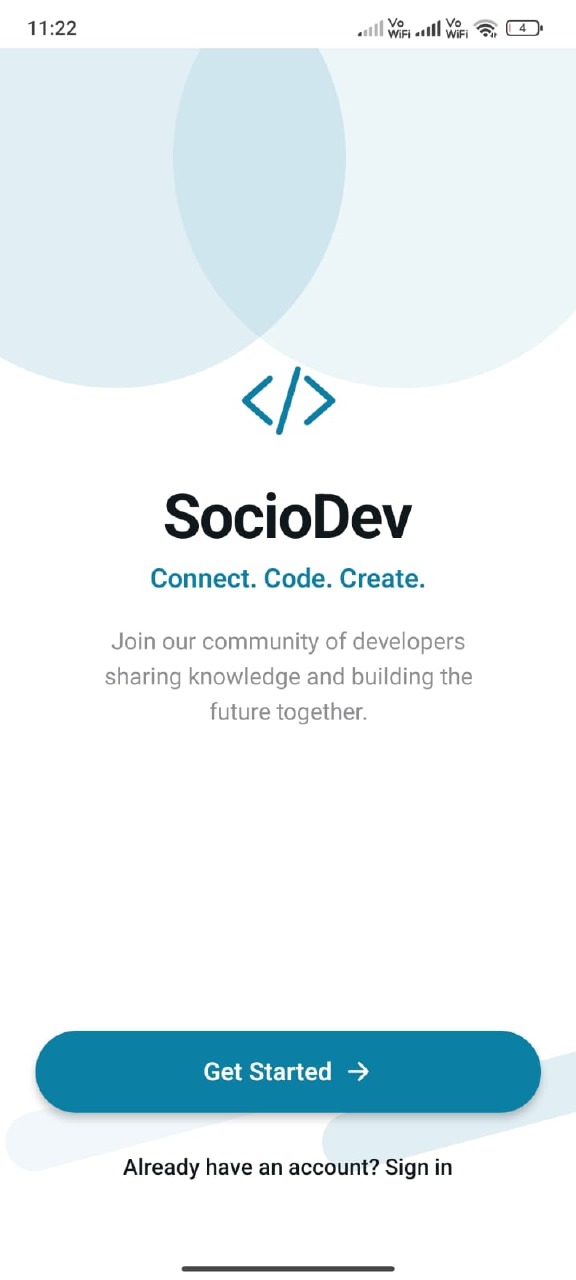 11:22
Vo WiFi Vo WiFi 4
</>
SocioDev
Connect. Code. Create.
Join our community of developers
sharing knowledge and building the
future together.
Get Started →
Already have an account? Sign in